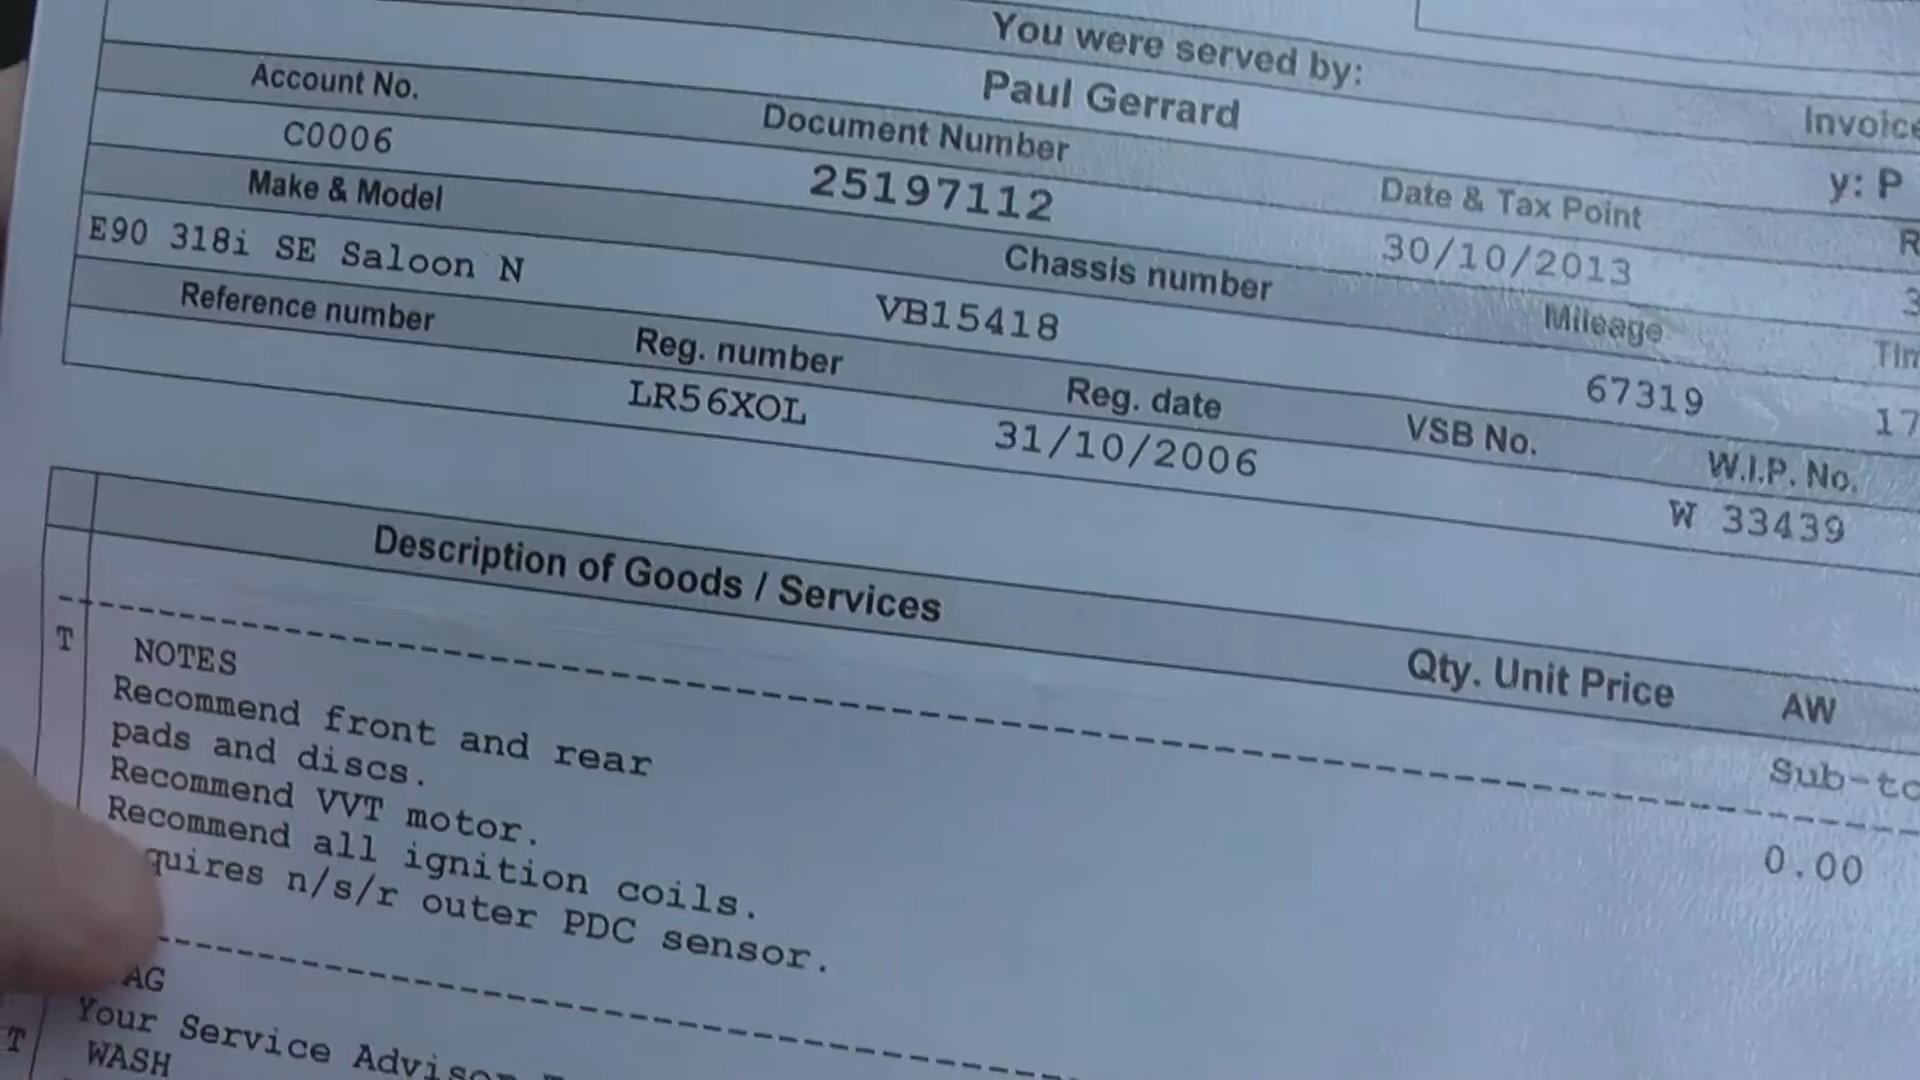 You were served by:
Paul Gerrard
Invoice
y: P
Account No.
Document Number
Date & Tax Point
C0006
25197112
30/10/2013
Make & Model
Chassis number
Mileage
E90 318i SE Saloon N
VB15418
67319
17
Reference number
Reg. number
Reg. date
VSB No.
W.I.P. No.
LR56XOL
31/10/2006
W 33439
Description of Goods / Services
Qty. Unit Price
AW
Sub-to
T
NOTES
0.00
Recommend front and rear
pads and discs.
Recommend VVT motor.
Recommend all ignition coils.
quires n/s/r outer PDC sensor.
AG
Your Service Advisor
T
WASH